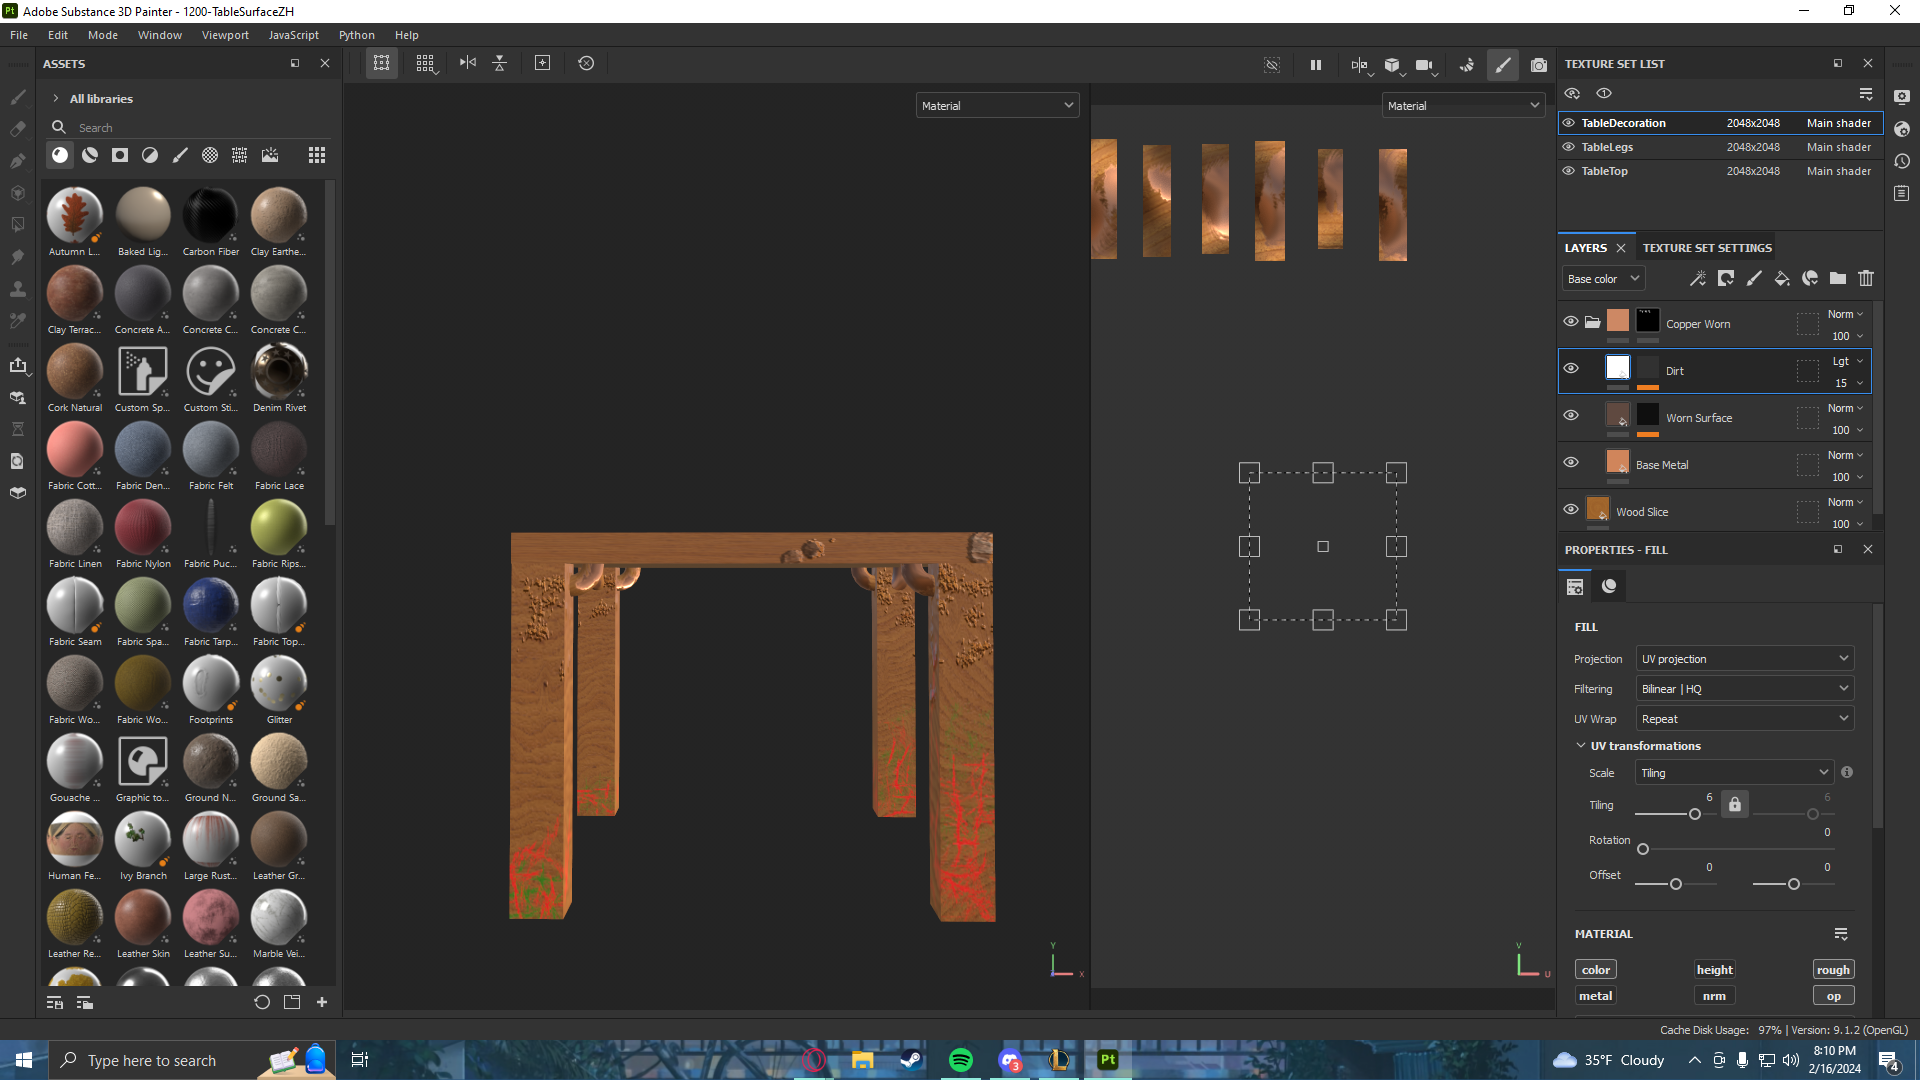 Pt Adobe Substance 3D Painter - 1200-TableSurfaceZH
File Edit Mode Window Viewport JavaScript Python Help
ASSETS
All libraries
Search
Autumn L... Baked Lig... Carbon Fiber Clay Earthe...
Clay Terrac... Concrete A... Concrete C... Concrete C...
Cork Natural Custom Sp... Custom Sti... Denim Rivet
Fabric Cott... Fabric Den... Fabric Felt Fabric Lace
Fabric Linen Fabric Nylon Fabric Puc... Fabric Rips...
Fabric Seam Fabric Spa... Fabric Tarp... Fabric Top...
Fabric Wo... Fabric Wo... Footprints Glitter
Gouache ... Graphic to... Ground N... Ground Sa...
Human Fe... Ivy Branch Large Rust... Leather Gr...
Leather Re... Leather Skin Leather Su... Marble Vei...
Material
Y
X
Material
V
U
TEXTURE SET LIST
TableDecoration 2048x2048 Main shader
TableLegs 2048x2048 Main shader
TableTop 2048x2048 Main shader
LAYERS TEXTURE SET SETTINGS
Base color
Copper Worn Norm 100
Dirt Lgt 15
Worn Surface Norm 100
Base Metal Norm 100
Wood Slice Norm 100
PROPERTIES - FILL
FILL
Projection UV projection
Filtering Bilinear | HQ
UV Wrap Repeat
UV transformations
Scale Tiling
Tiling 6 6
Rotation 0
Offset 0 0
MATERIAL
color height rough
metal nrm op
Cache Disk Usage: 97% | Version: 9.1.2 (OpenGL)
Type here to search
3
Pt
35°F Cloudy
8:10 PM
2/16/2024
4